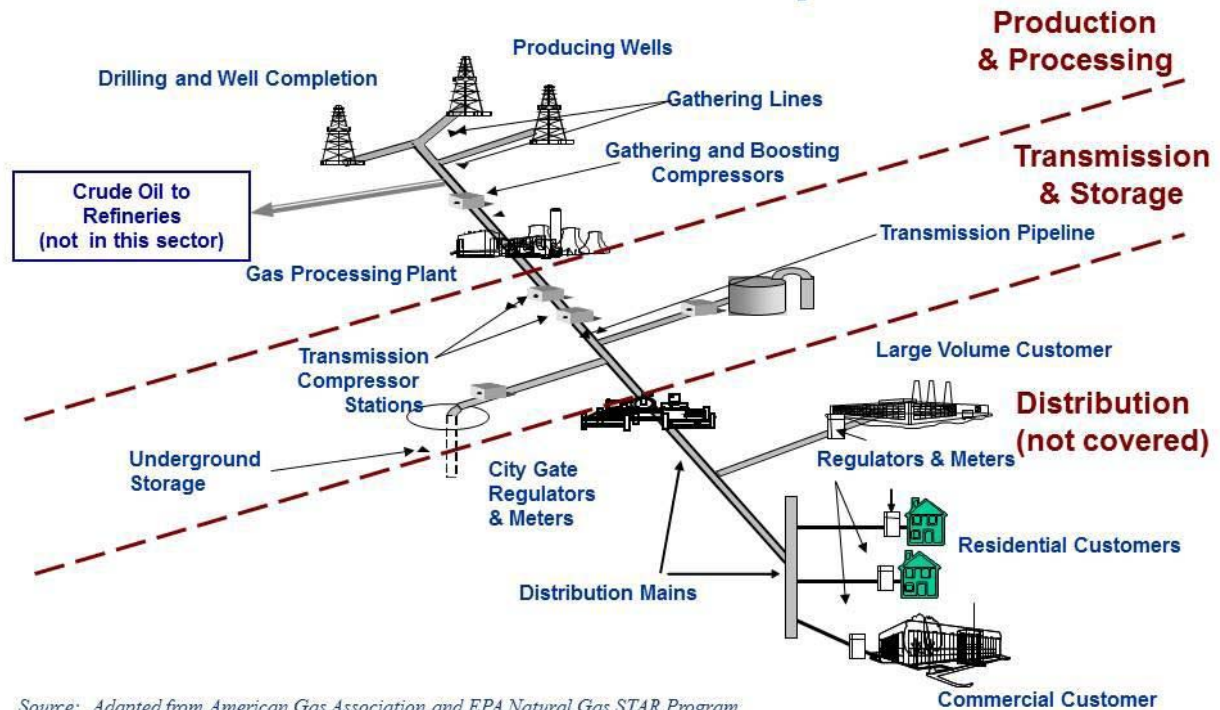 Production
& Processing
Producing Wells
Drilling and Well Completion
Gathering Lines
Gathering and Boosting
Compressors
Transmission
& Storage
Crude Oil to
Refineries
(not in this sector)
Transmission Pipeline
Gas Processing Plant
Transmission
Compressor
Stations
Large Volume Customer
Distribution
(not covered)
Underground
Storage
City Gate
Regulators
& Meters
Regulators & Meters
Residential Customers
Distribution Mains
Commercial Customer
Source: Adapted from American Gas Association and EPA Natural Gas STAR Program